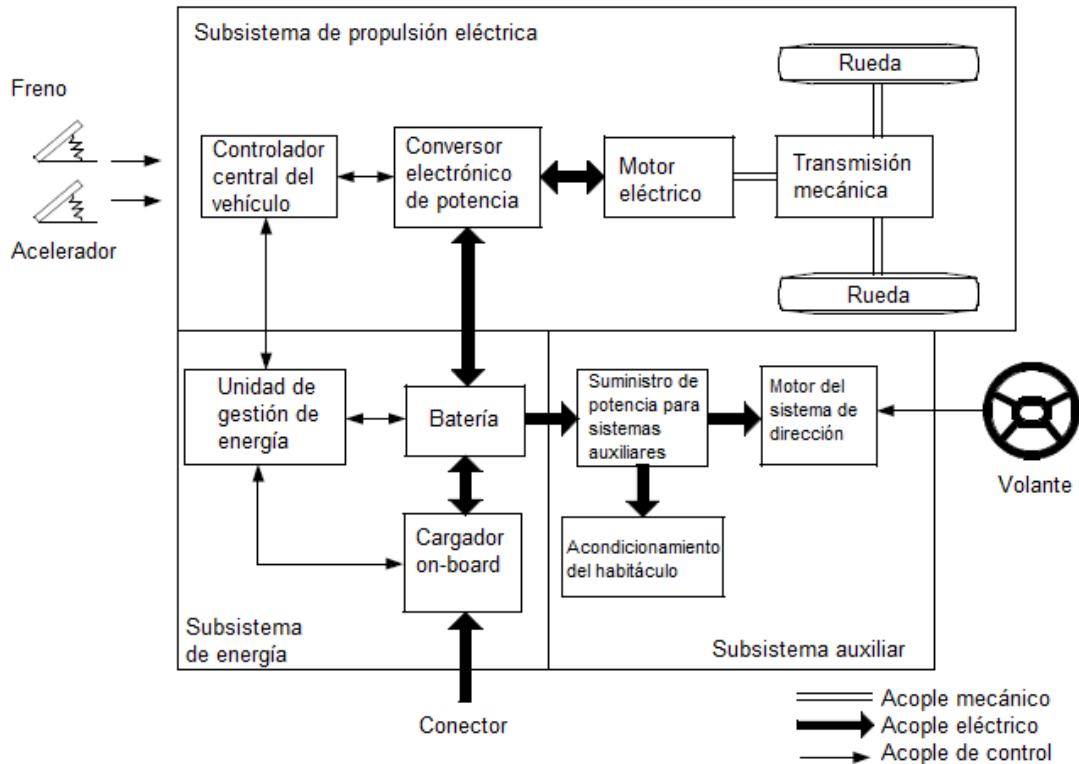 Subsistema de propulsión eléctrica
Freno
Acelerador
Controlador
central del
vehículo
Conversor
electrónico
de potencia
Motor
eléctrico
Transmisión
mecánica
Rueda
Rueda
Unidad de
gestión de
energía
Batería
Cargador
on-board
Subsistema
de energía
Conector
Suministro de
potencia para
sistemas
auxiliares
Motor del
sistema de
dirección
Acondicionamiento
del habitáculo
Subsistema auxiliar
Volante
Acople mecánico
Acople eléctrico
Acople de control